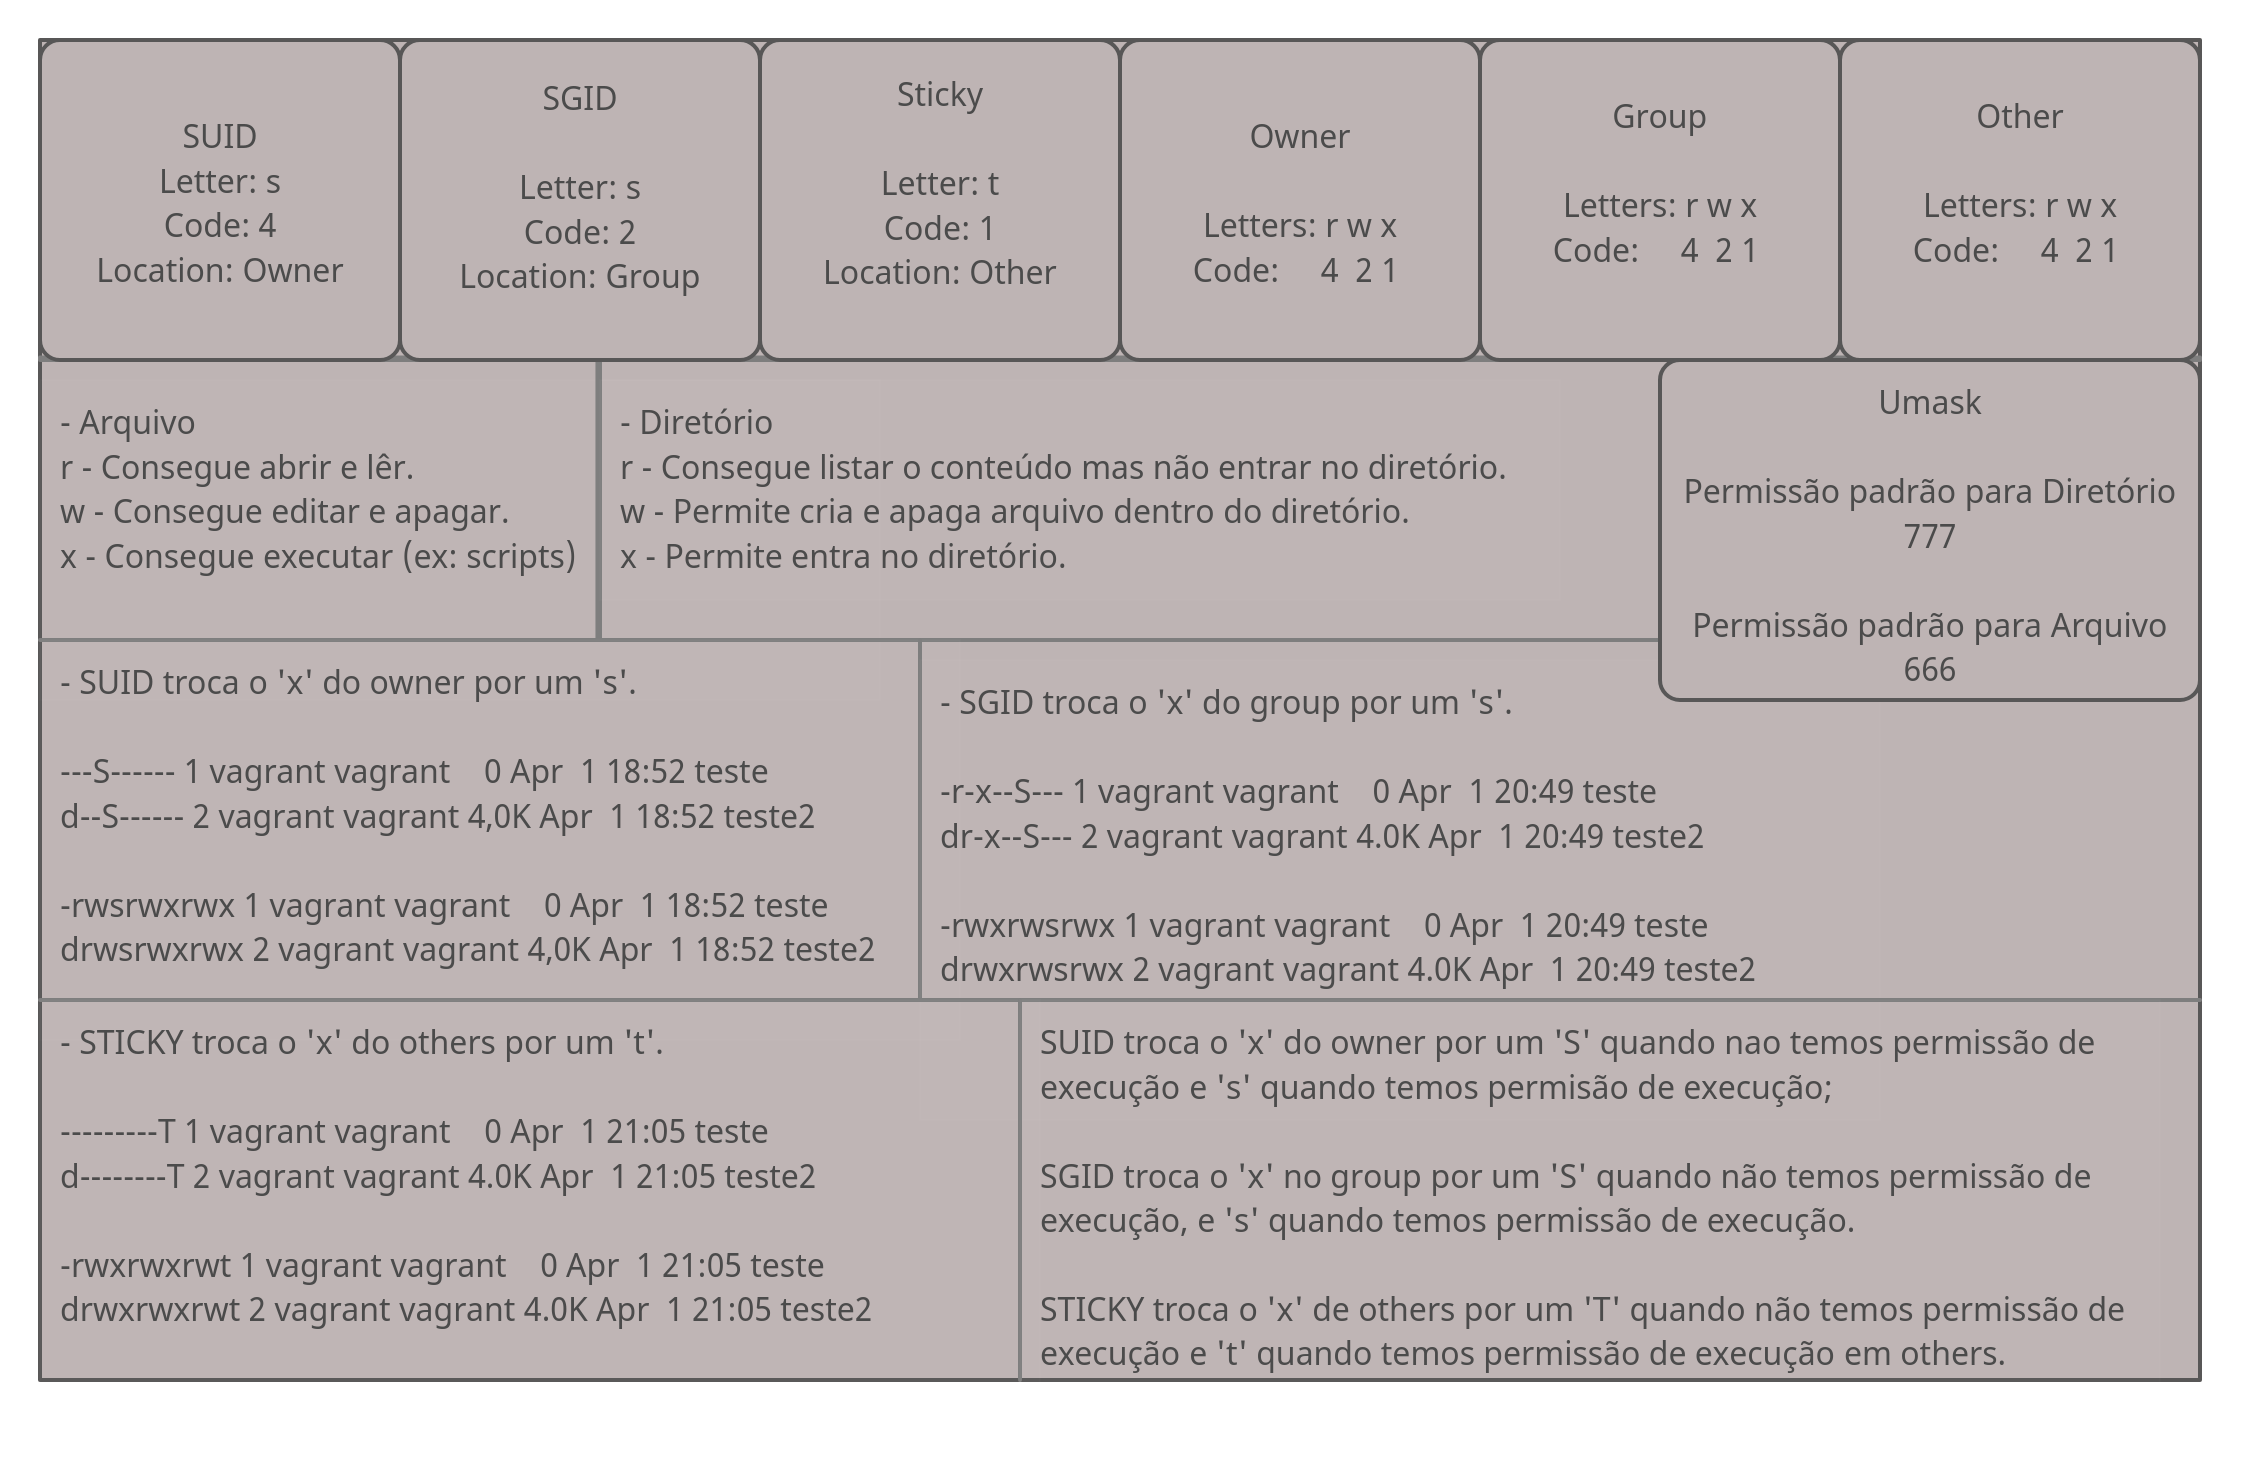 SUID
Letter: s
Code: 4
Location: Owner
SGID
Letter: s
Code: 2
Location: Group
Sticky
Letter: t
Code: 1
Location: Other
Owner
Letters: r w x
Code: 4 2 1
Group
Letters: r w x
Code: 4 2 1
Other
Letters: r w x
Code: 4 2 1
- Arquivo
r - Consegue abrir e lêr.
w - Consegue editar e apagar.
x - Consegue executar (ex: scripts)
- Diretório
r - Consegue listar o conteúdo mas não entrar no diretório.
w - Permite cria e apaga arquivo dentro do diretório.
x - Permite entra no diretório.
Umask
Permissão padrão para Diretório
777
Permissão padrão para Arquivo
666
- SUID troca o 'x' do owner por um 's'.
---S------ 1 vagrant vagrant 0 Apr 1 18:52 teste
d--S------ 2 vagrant vagrant 4,0K Apr 1 18:52 teste2
-rwsrwxrwx 1 vagrant vagrant 0 Apr 1 18:52 teste
drwsrwxrwx 2 vagrant vagrant 4,0K Apr 1 18:52 teste2
- SGID troca o 'x' do group por um 's'.
-r-x--S--- 1 vagrant vagrant 0 Apr 1 20:49 teste
dr-x--S--- 2 vagrant vagrant 4.0K Apr 1 20:49 teste2
-rwxrwsrwx 1 vagrant vagrant 0 Apr 1 20:49 teste
drwxrwsrwx 2 vagrant vagrant 4.0K Apr 1 20:49 teste2
- STICKY troca o 'x' do others por um 't'.
---------T 1 vagrant vagrant 0 Apr 1 21:05 teste
d--------T 2 vagrant vagrant 4.0K Apr 1 21:05 teste2
-rwxrwxrwt 1 vagrant vagrant 0 Apr 1 21:05 teste
drwxrwxrwt 2 vagrant vagrant 4.0K Apr 1 21:05 teste2
SUID troca o 'x' do owner por um 'S' quando nao temos permissão de
execução e 's' quando temos permisão de execução;
SGID troca o 'x' no group por um 'S' quando não temos permissão de
execução, e 's' quando temos permissão de execução.
STICKY troca o 'x' de others por um 'T' quando não temos permissão de
execução e 't' quando temos permissão de execução em others.